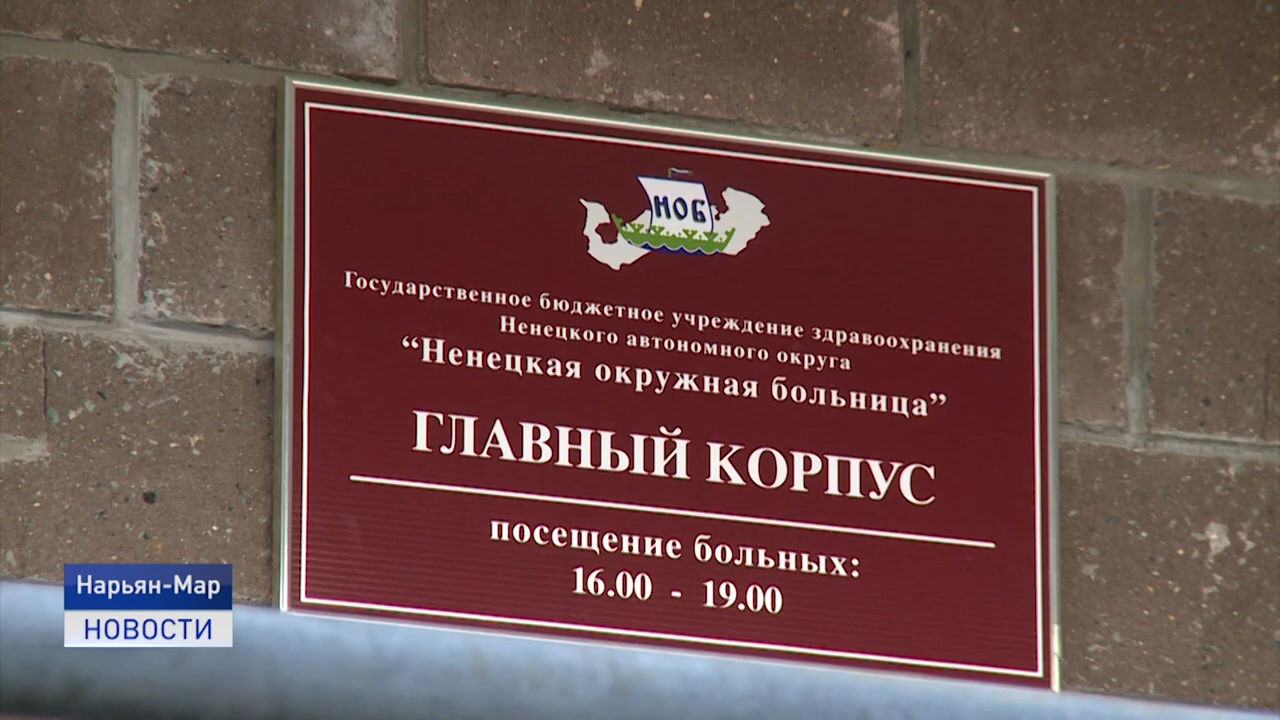 НОБ
Государственное бюджетное учреждение здравоохранения
Ненецкого автономного округа
“Ненецкая окружная больница”
ГЛАВНЫЙ КОРПУС
посещение больных:
16.00 - 19.00
Нарьян-Мар
НОВОСТИ